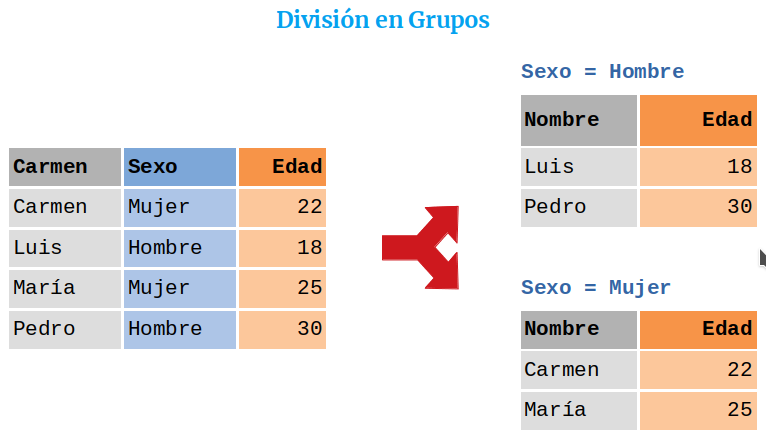 División en Grupos
Carmen Sexo Edad
Carmen Mujer 22
Luis Hombre 18
María Mujer 25
Pedro Hombre 30
Sexo = Hombre
Nombre Edad
Luis 18
Pedro 30
Sexo = Mujer
Nombre Edad
Carmen 22
María 25